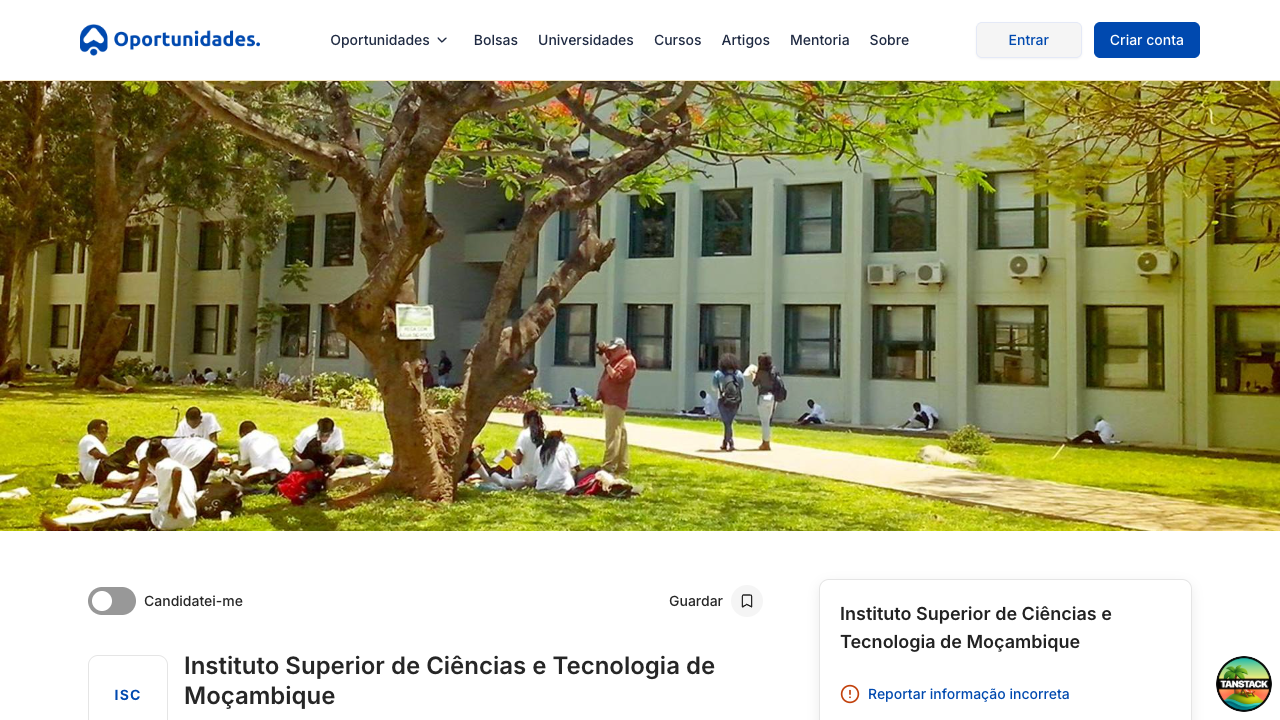 Oportunidades.
Oportunidades
Bolsas
Universidades
Cursos
Artigos
Mentoria
Sobre
Entrar
Criar conta
Candidatei-me
Guardar
ISC
Instituto Superior de Ciências e Tecnologia de
Moçambique
Instituto Superior de Ciências e
Tecnologia de Moçambique
Reportar informação incorreta
TANSTACK